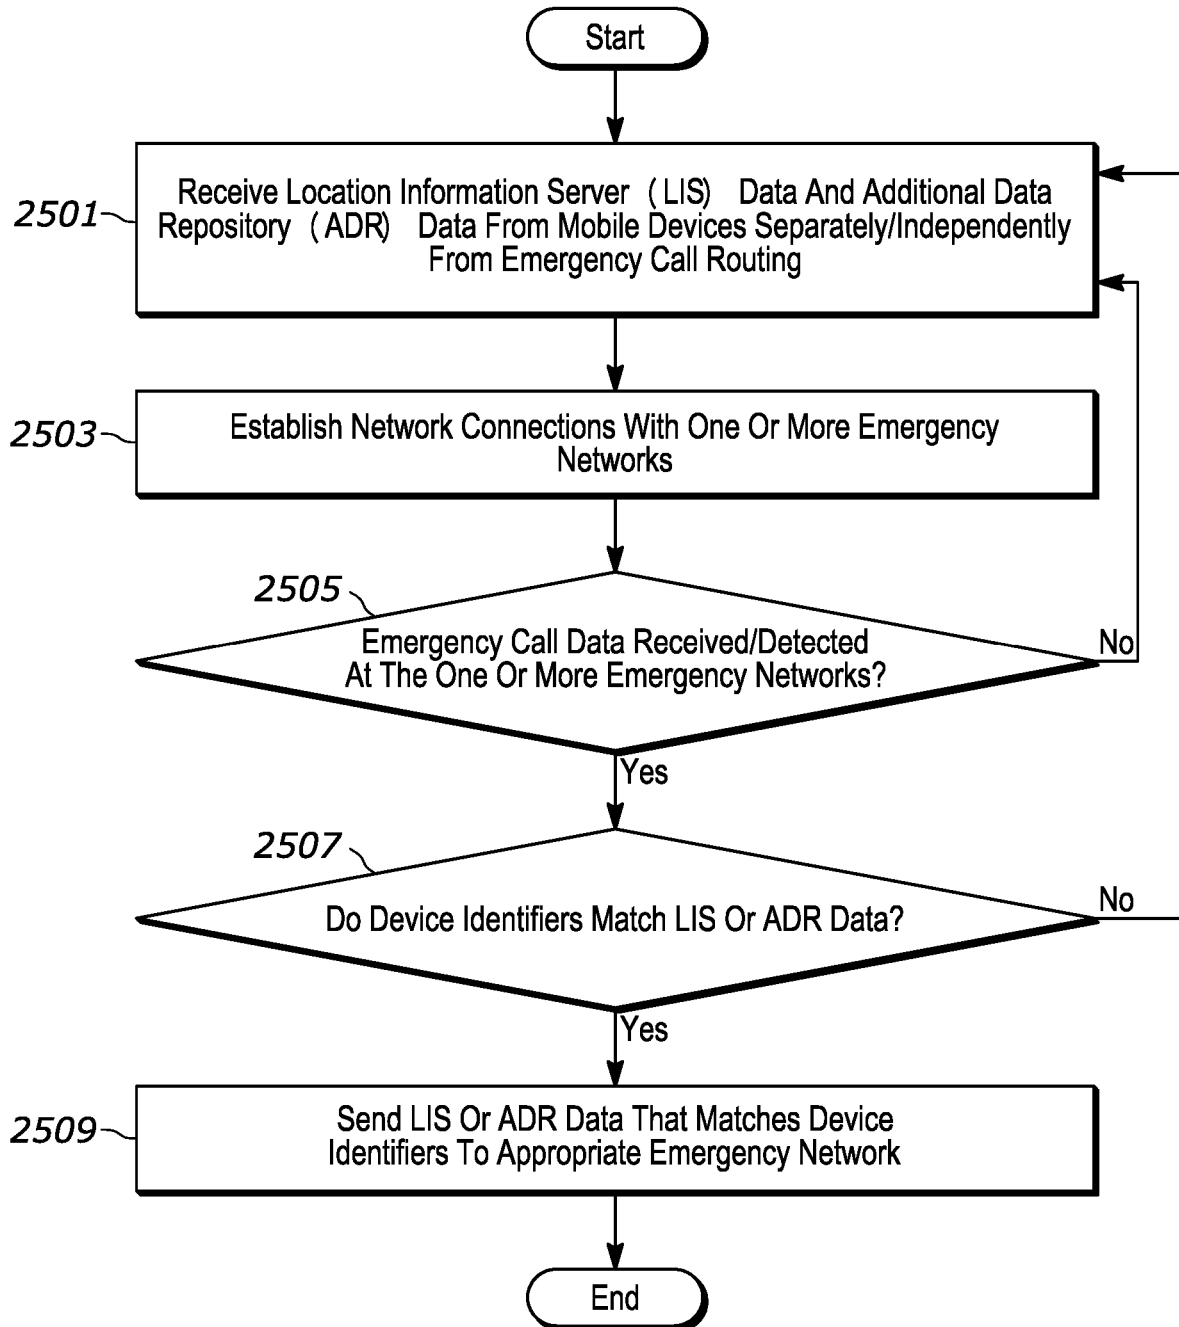 Start
2501
Receive Location Information Server (LIS) Data And Additional Data
Repository (ADR) Data From Mobile Devices Separately/Independently
From Emergency Call Routing
2503
Establish Network Connections With One Or More Emergency
Networks
2505
Emergency Call Data Received/Detected
At The One Or More Emergency Networks?
No
Yes
2507
Do Device Identifiers Match LIS Or ADR Data?
No
Yes
2509
Send LIS Or ADR Data That Matches Device
Identifiers To Appropriate Emergency Network
End